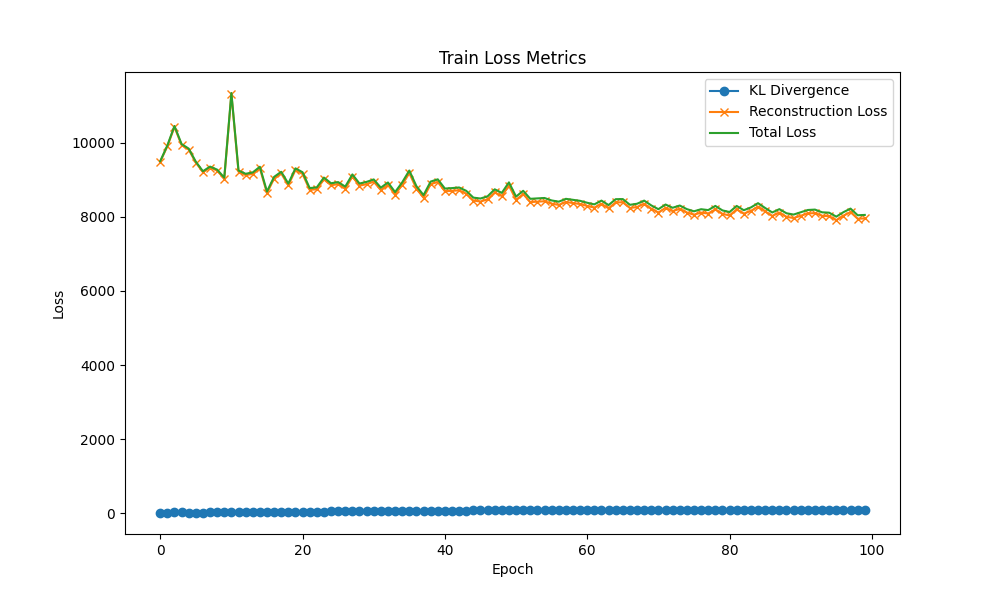 Train Loss Metrics
KL Divergence
Reconstruction Loss
Total Loss
10000
8000
6000
4000
2000
0
Loss
0 20 40 60 80 100
Epoch